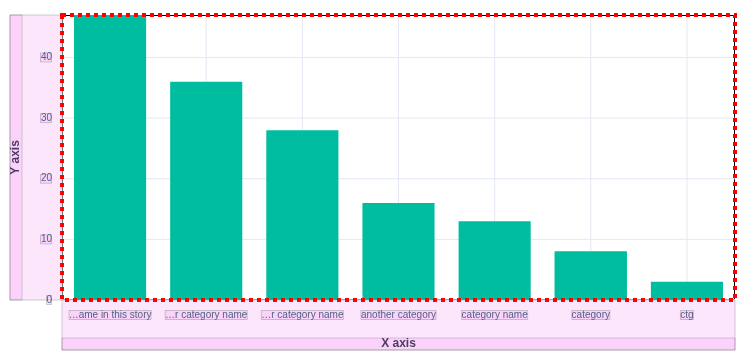 Y axis
40
30
20
10
0
…ame in this story
…r category name
…r category name
another category
category name
category
ctg
X axis